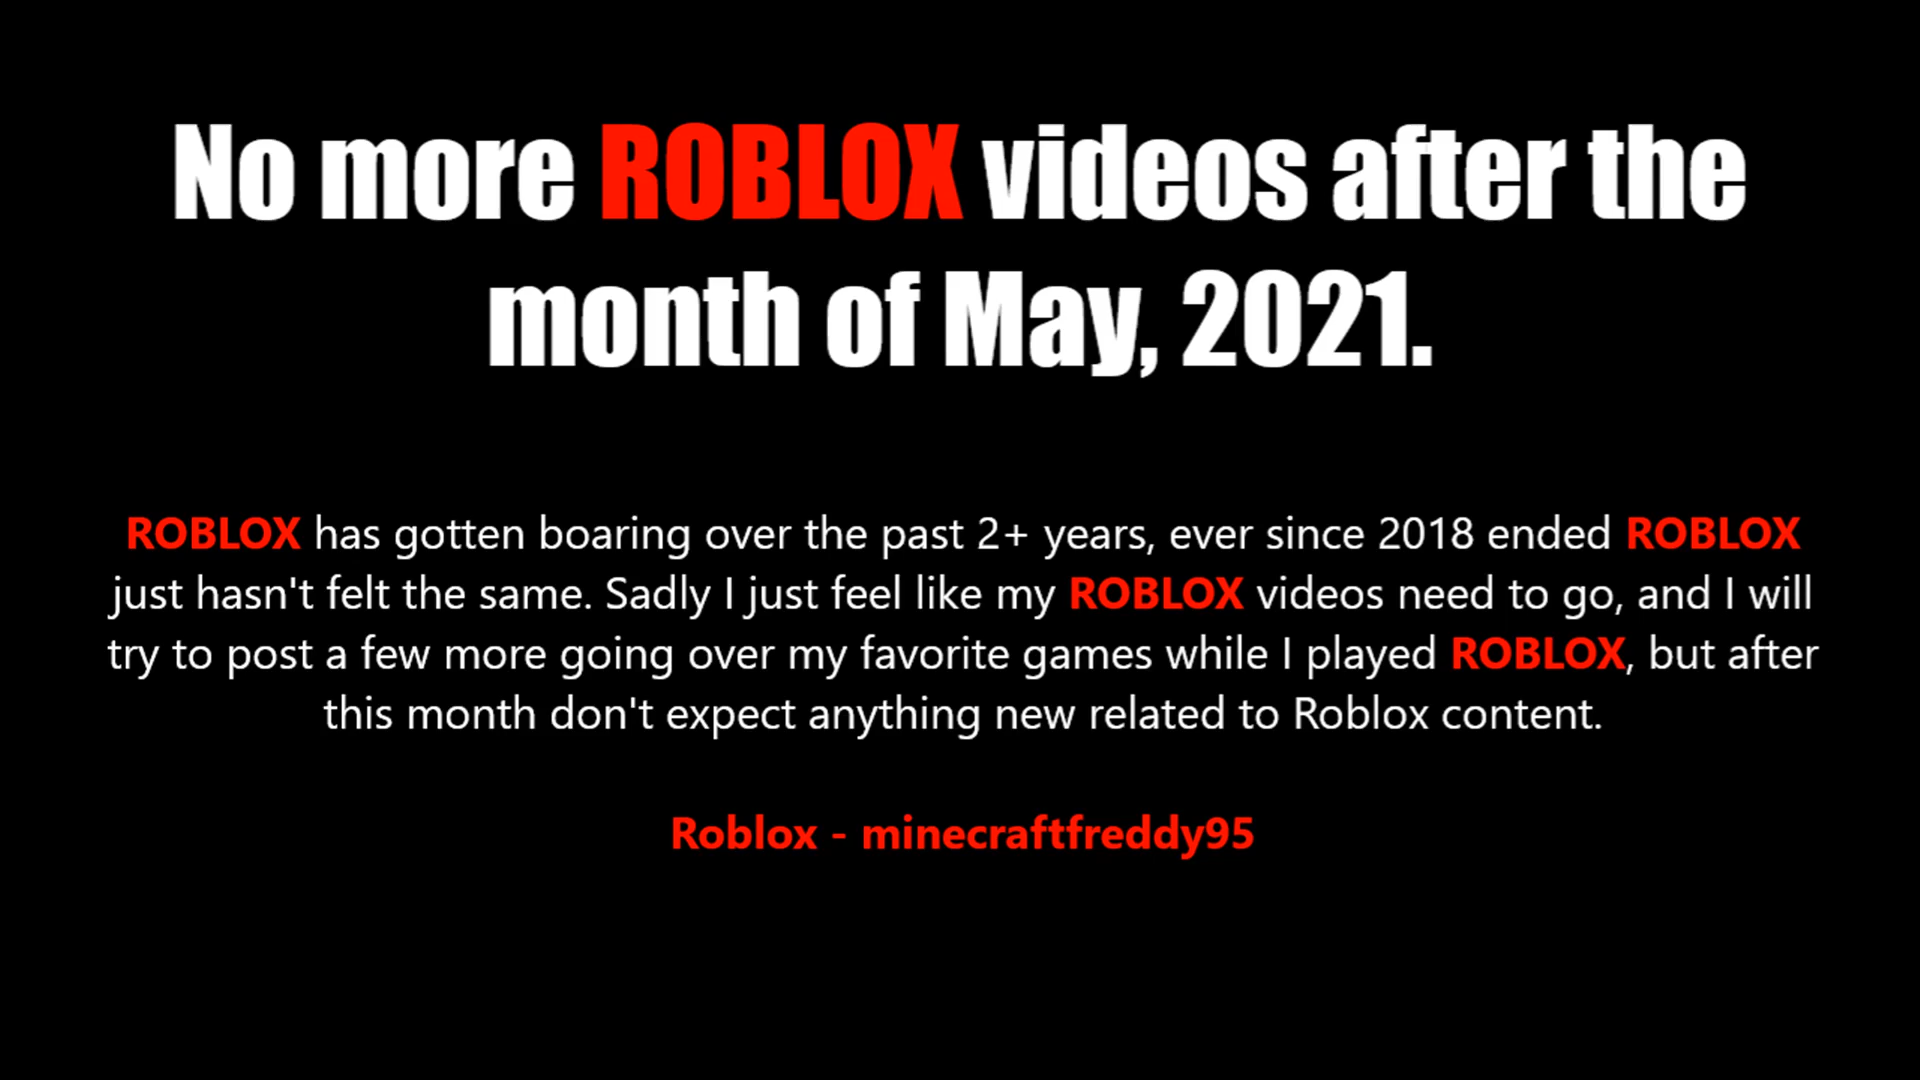 No more ROBLOX videos after the
month of May, 2021.
ROBLOX has gotten boaring over the past 2+ years, ever since 2018 ended ROBLOX
just hasn't felt the same. Sadly I just feel like my ROBLOX videos need to go, and I will
try to post a few more going over my favorite games while I played ROBLOX, but after
this month don't expect anything new related to Roblox content.
Roblox - minecraftfreddy95